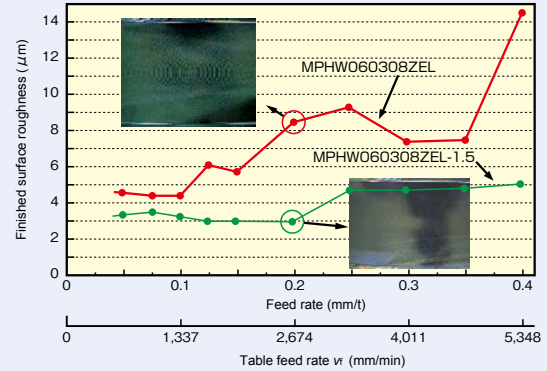 Finished surface roughness (μm)
14
12
10
8
6
4
3
2
0
MPHW060308ZEL
MPHW060308ZEL-1.5
0 0.1 0.2 0.3 0.4
Feed rate (mm/t)
0 1,337 2,674 4,011 5,348
Table feed rate vf (mm/min)